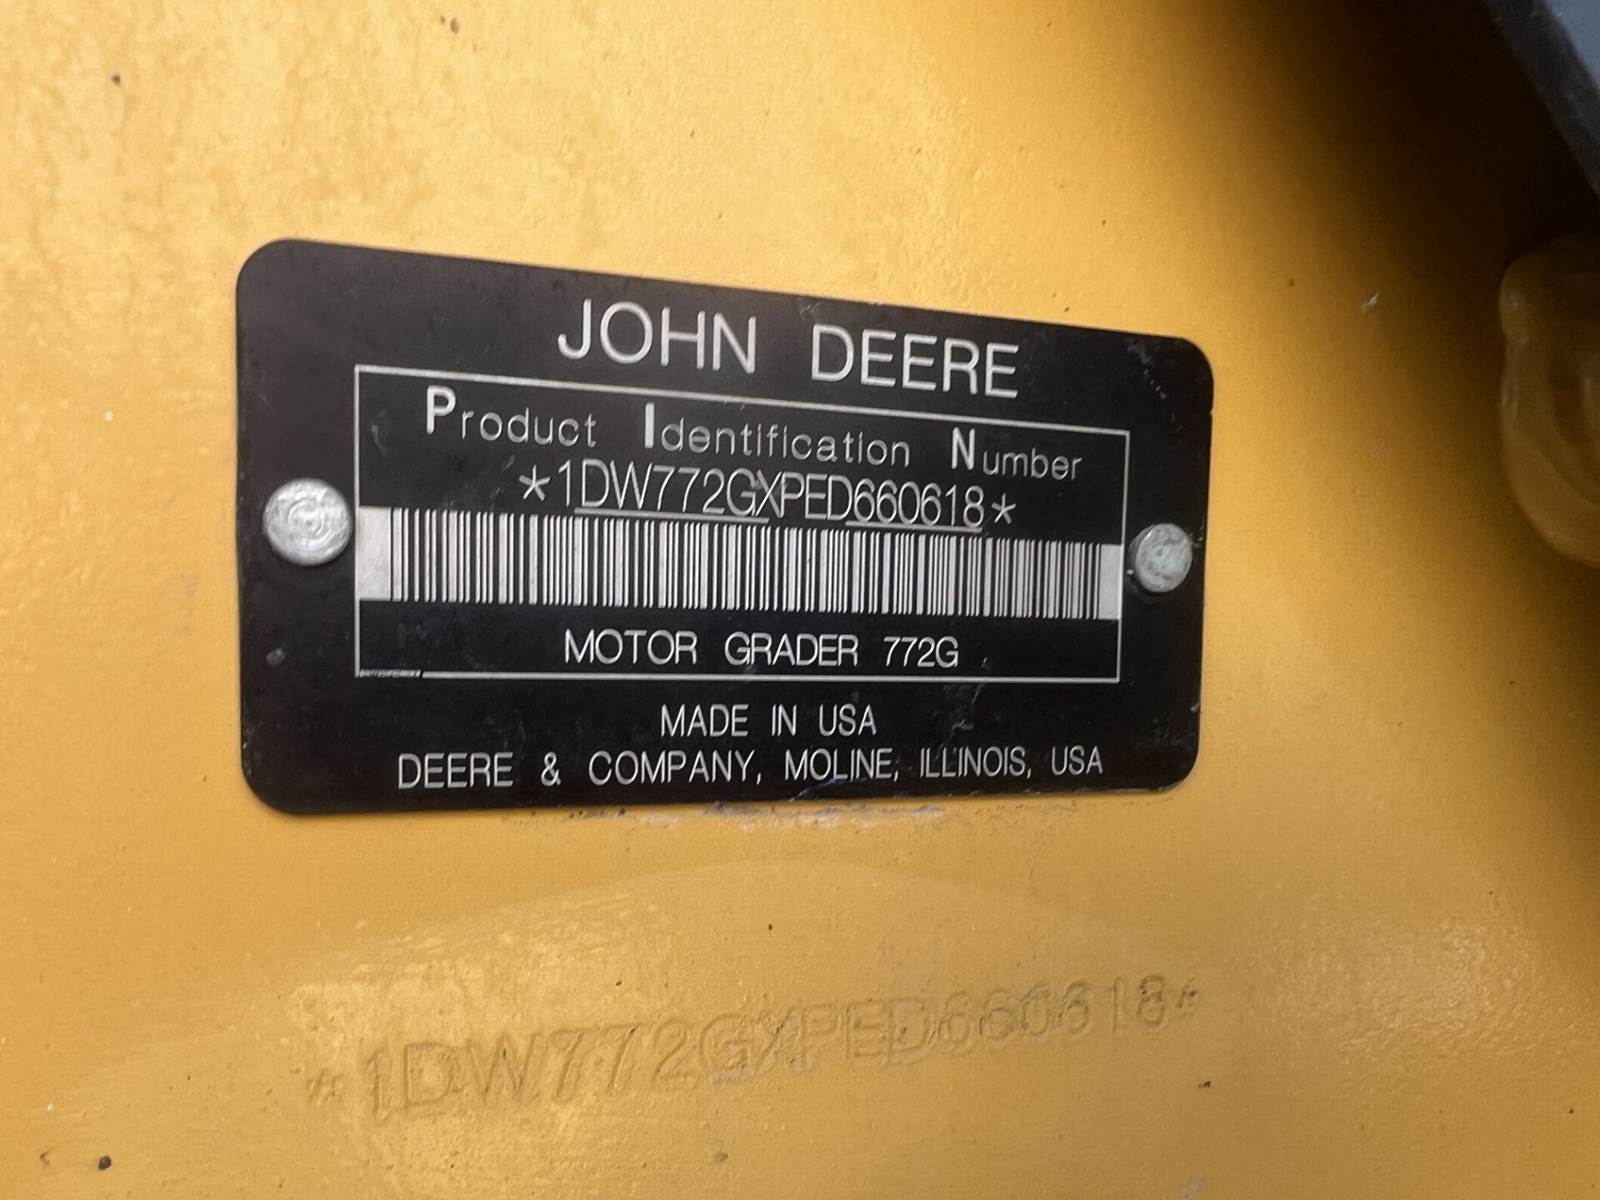 JOHN DEERE
Product Identification Number
*1DW772GXPED660618*
MOTOR GRADER 772G
MADE IN USA
DEERE & COMPANY, MOLINE, ILLINOIS, USA
*1DW772GXPED660618*